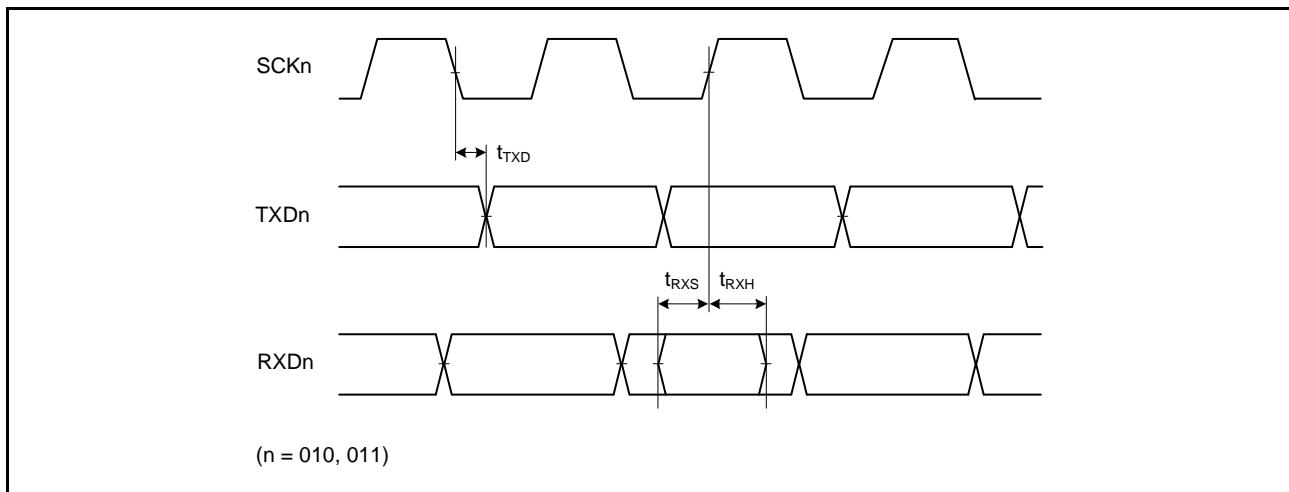 SCKn
tTXD
TXDn
tRXS tRXH
RXDn
(n = 010, 011)